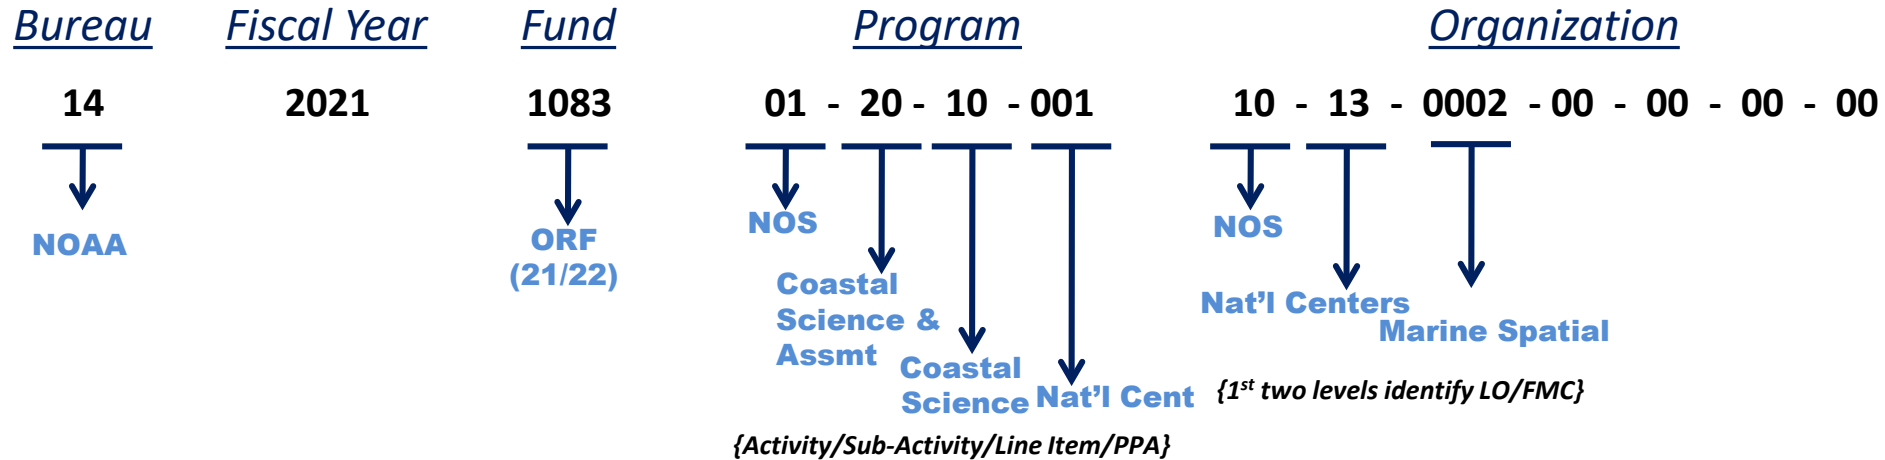 Bureau Fiscal Year Fund Program Organization
14 2021 1083 01 - 20 - 10 - 001 10 - 13 - 0002 - 00 - 00 - 00 - 00
NOAA
ORF
(21/22)
NOS
Coastal
Science &
Assmt
Coastal
Science
Nat'l Cent
{Activity/Sub-Activity/Line Item/PPA}
NOS
Nat'l Centers
Marine Spatial
{1st two levels identify LO/FMC}